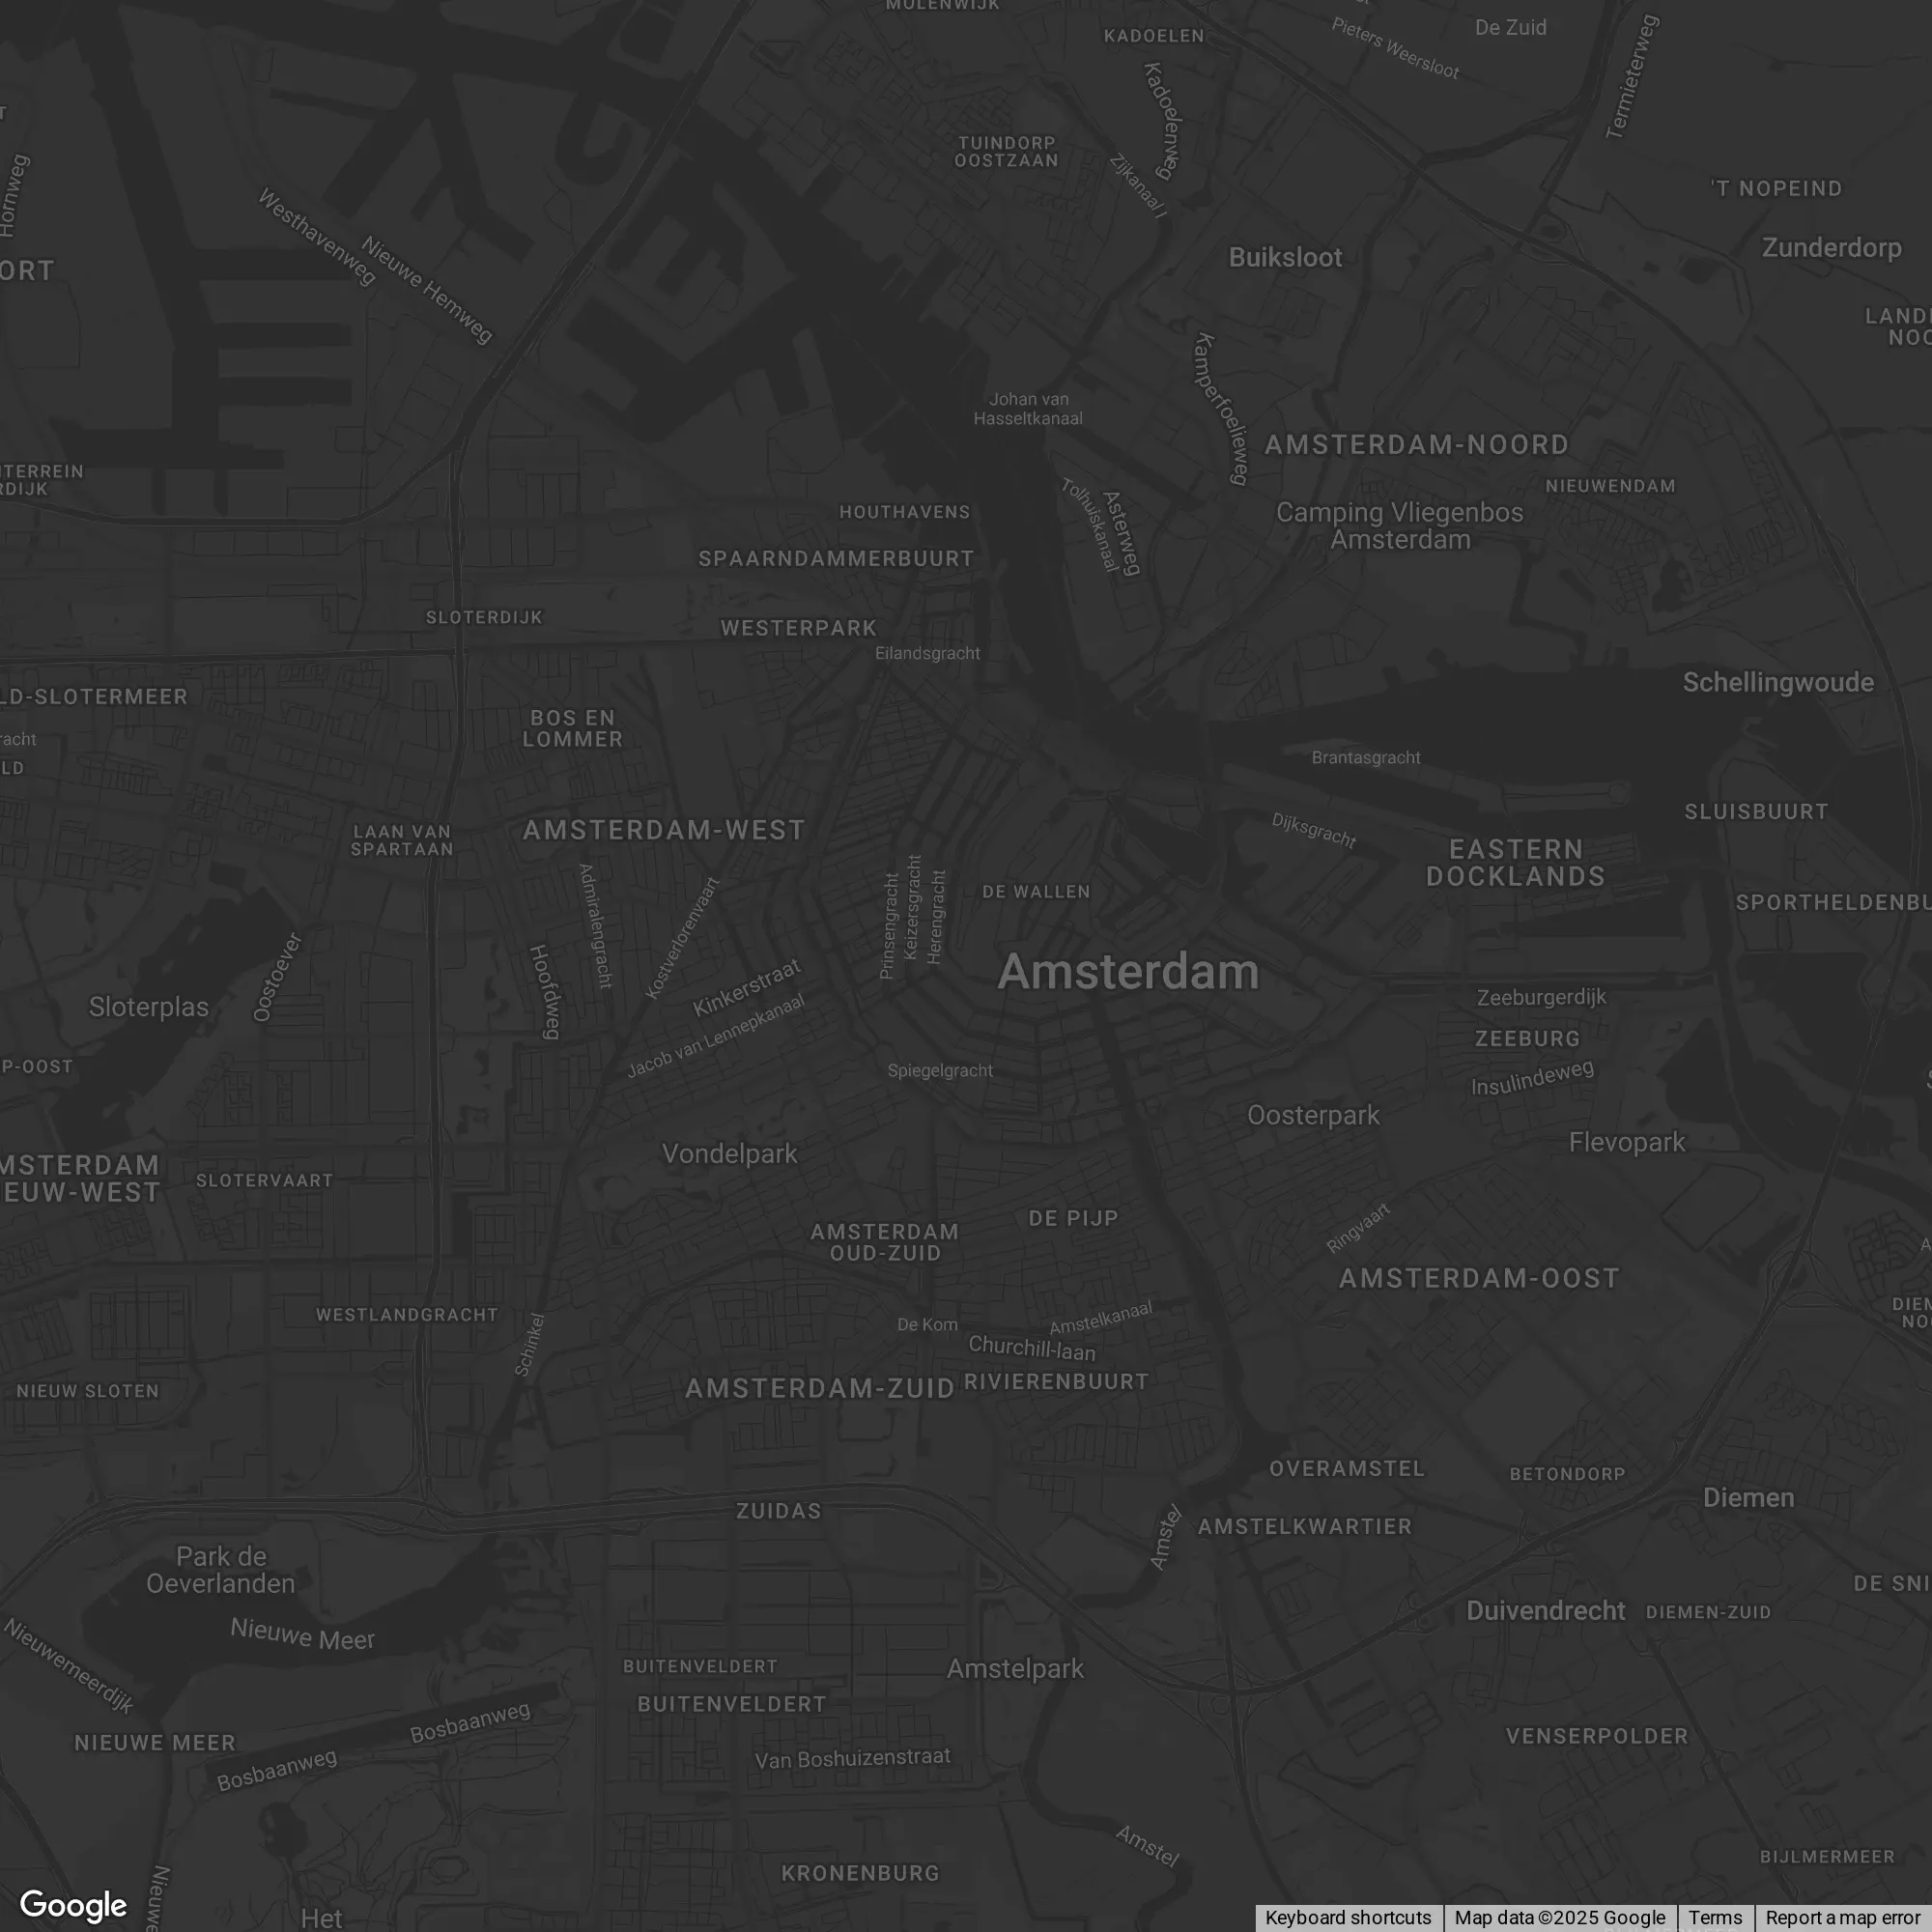 MOLENWIJK
KADOELEN
De Zuid
Pieters Weersloot
Termieterweg
Kadoelenweg
TUINDORP
OOSTZAAN
Zijkanaal I
Hornweg
'T NOPEIND
Westhavenweg
Nieuwe Hemweg
Buiksloot
Zunderdorp
ORT
LANDI
NOO
Kamperfoelieweg
Johan van
Hasseltkanaal
AMSTERDAM-NOORD
NTERREIN
RDIJK
NIEUWENDAM
Tolhuiskanaal
Asterweg
HOUTHAVENS
Camping Vliegenbos
Amsterdam
SPAARNDAMMERBUURT
SLOTERDIJK
WESTERPARK
Eilandsgracht
LD-SLOTERMEER
Schellingwoude
BOS EN
LOMMER
racht
LD
Brantasgracht
SLUISBUURT
LAAN VAN
SPARTAAN
AMSTERDAM-WEST
Dijksgracht
EASTERN
DOCKLANDS
Admiralengracht
Kostverlorenvaart
Prinsengracht
Keizersgracht
Herengracht
DE WALLEN
SPORTHELDENBU
Oostoever
Hoofdweg
Kinkerstraat
Amsterdam
Sloterplas
Jacob van Lennepkanaal
Zeeburgerdijk
ZEEBURG
P-OOST
Spiegelgracht
Insulindeweg
Oosterpark
Flevopark
Vondelpark
MSTERDAM
EUW-WEST
SLOTERVAART
DE PIJP
AMSTERDAM
OUD-ZUID
Ringvaart
AMSTERDAM-OOST
WESTLANDGRACHT
Schinkel
De Kom
Amstelkanaal
DIEM
NOO
Churchill-laan
NIEUW SLOTEN
AMSTERDAM-ZUID
RIVIERENBUURT
OVERAMSTEL
BETONDORP
Diemen
ZUIDAS
Amstel
AMSTELKWARTIER
Park de
Oeverlanden
DE SNI
Duivendrecht
DIEMEN-ZUID
Nieuwe Meer
Nieuwemeerdijk
BUITENVELDERT
Amstelpark
BUITENVELDERT
Bosbaanweg
NIEUWE MEER
VENSERPOLDER
Bosbaanweg
Van Boshuizenstraat
Amstel
BIJLMERMEER
KRONENBURG
Nieuwe
Het
Google
Keyboard shortcuts
Map data ©2025 Google
Terms
Report a map error